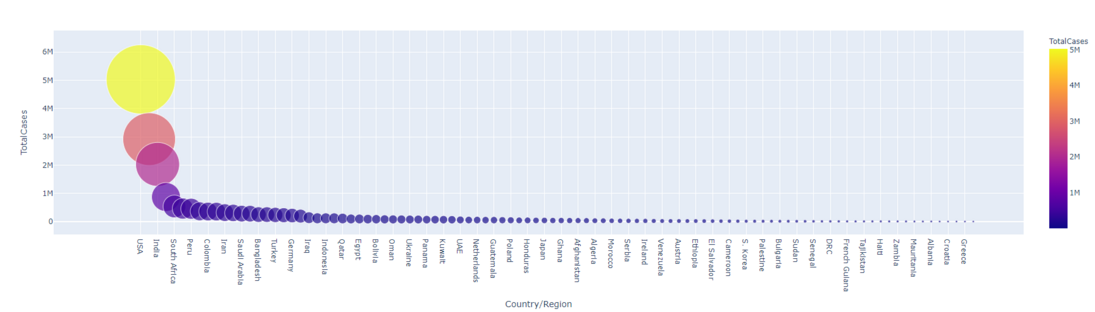 TotalCases
6M
5M
4M
3M
2M
1M
0
USA
India
South Africa
Peru
Colombia
Iran
Saudi Arabia
Bangladesh
Turkey
Germany
Iraq
Indonesia
Qatar
Egypt
Bolivia
Oman
Ukraine
Panama
Kuwait
UAE
Netherlands
Guatemala
Poland
Honduras
Japan
Ghana
Afghanistan
Algeria
Morocco
Serbia
Ireland
Venezuela
Austria
Ethiopia
El Salvador
Cameroon
S. Korea
Palestine
Bulgaria
Sudan
Senegal
DRC
French Guiana
Tajikistan
Haiti
Zambia
Mauritania
Albania
Croatia
Greece
Country/Region
TotalCases
5M
4M
3M
2M
1M